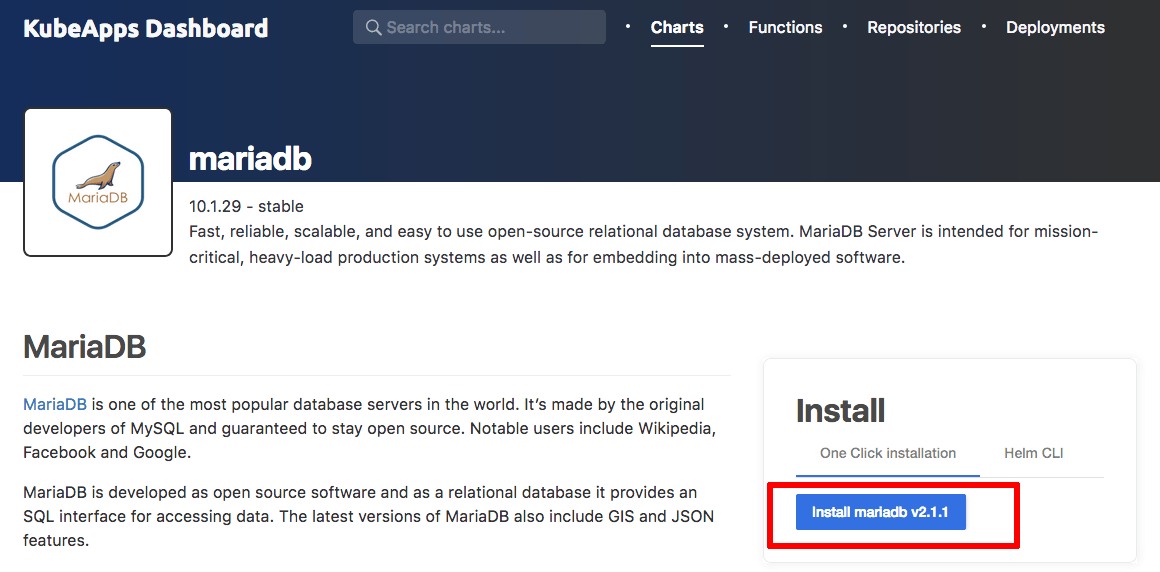 KubeApps Dashboard
Search charts...
• Charts • Functions • Repositories • Deployments
MariaDB
mariadb
10.1.29 - stable
Fast, reliable, scalable, and easy to use open-source relational database system. MariaDB Server is intended for mission-
critical, heavy-load production systems as well as for embedding into mass-deployed software.
MariaDB
MariaDB is one of the most popular database servers in the world. It’s made by the original
developers of MySQL and guaranteed to stay open source. Notable users include Wikipedia,
Facebook and Google.
MariaDB is developed as open source software and as a relational database it provides an
SQL interface for accessing data. The latest versions of MariaDB also include GIS and JSON
features.
Install
One Click installation
Helm CLI
Install mariadb v2.1.1